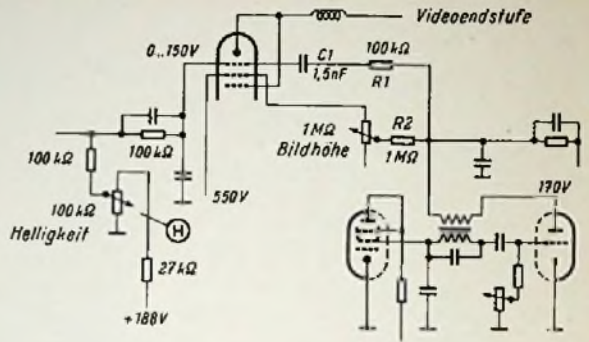 Videoendstufe
0...150V
C1
1,5nF
100kΩ
R1
1MΩ
Bildhöhe
R2
1MΩ
100kΩ
100kΩ
550V
170V
100kΩ
Helligkeit
H
27kΩ
+188V